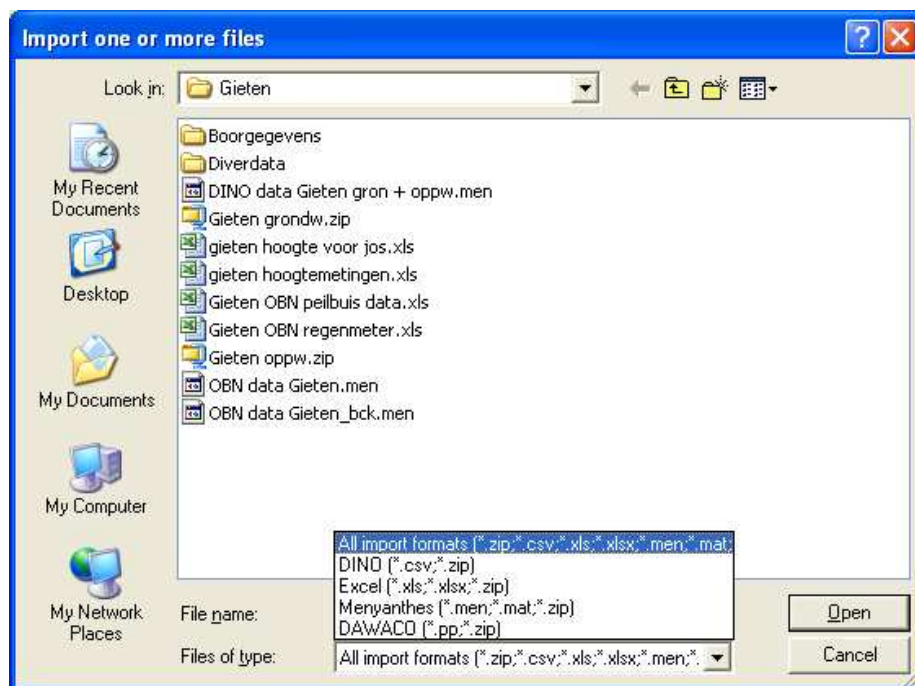 Import one or more files
Look in:
Gieten
My Recent
Documents
Desktop
My Documents
My Computer
My Network
Places
Boorgegevens
Diverdata
DINO data Gieten gron + oppw.men
Gieten grondw.zip
gieten hoogte voor jos.xls
gieten hoogtemetingen.xls
Gieten OBN peilbuis data.xls
Gieten OBN regenmeter.xls
Gieten oppw.zip
OBN data Gieten.men
OBN data Gieten_bck.men
All import formats (*.zip;*.csv;*.xls;*.xlsx;*.men;*.mat;
DINO (*.csv;*.zip)
Excel (*.xls;*.xlsx;*.zip)
Menyanthes (*.men;*.mat;*.zip)
DAWACO (*.pp;*.zip)
File name:
Open
Files of type:
All import formats (*.zip;*.csv;*.xls;*.xlsx;*.men;*.
Cancel